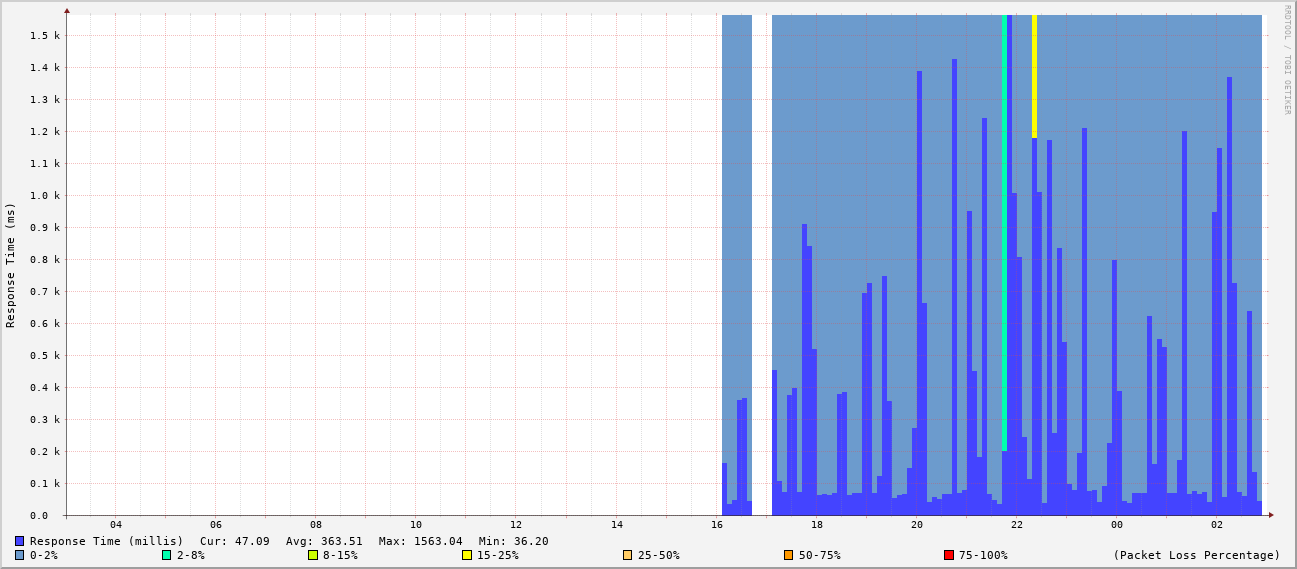 RRDTOOL / TOBI OETIKER
Response Time (ms)
1.5 k
1.4 k
1.3 k
1.2 k
1.1 k
1.0 k
0.9 k
0.8 k
0.7 k
0.6 k
0.5 k
0.4 k
0.3 k
0.2 k
0.1 k
0.0
04 06 08 10 12 14 16 18 20 22 00 02
Response Time (millis) Cur: 47.09 Avg: 363.51 Max: 1563.04 Min: 36.20
0-2% 2-8% 8-15% 15-25% 25-50% 50-75% 75-100% (Packet Loss Percentage)